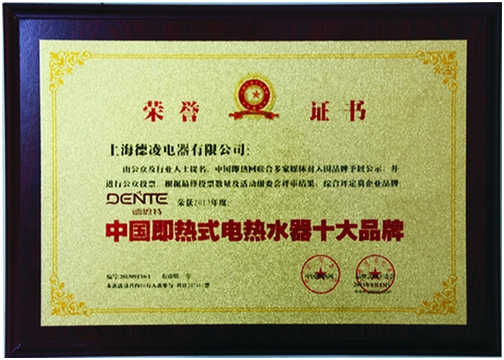 荣誉 证书
上海德凌电器有限公司:
由公众及行业人士提名、中国即热网联合多家媒体对入围品牌予以公示、并
进行公众投票、根据最终投票数量及活动组委会评审结果、综合评定贵企业品牌
DENTE 荣获2013年度:
德恩特
中国即热式电热水器十大品牌